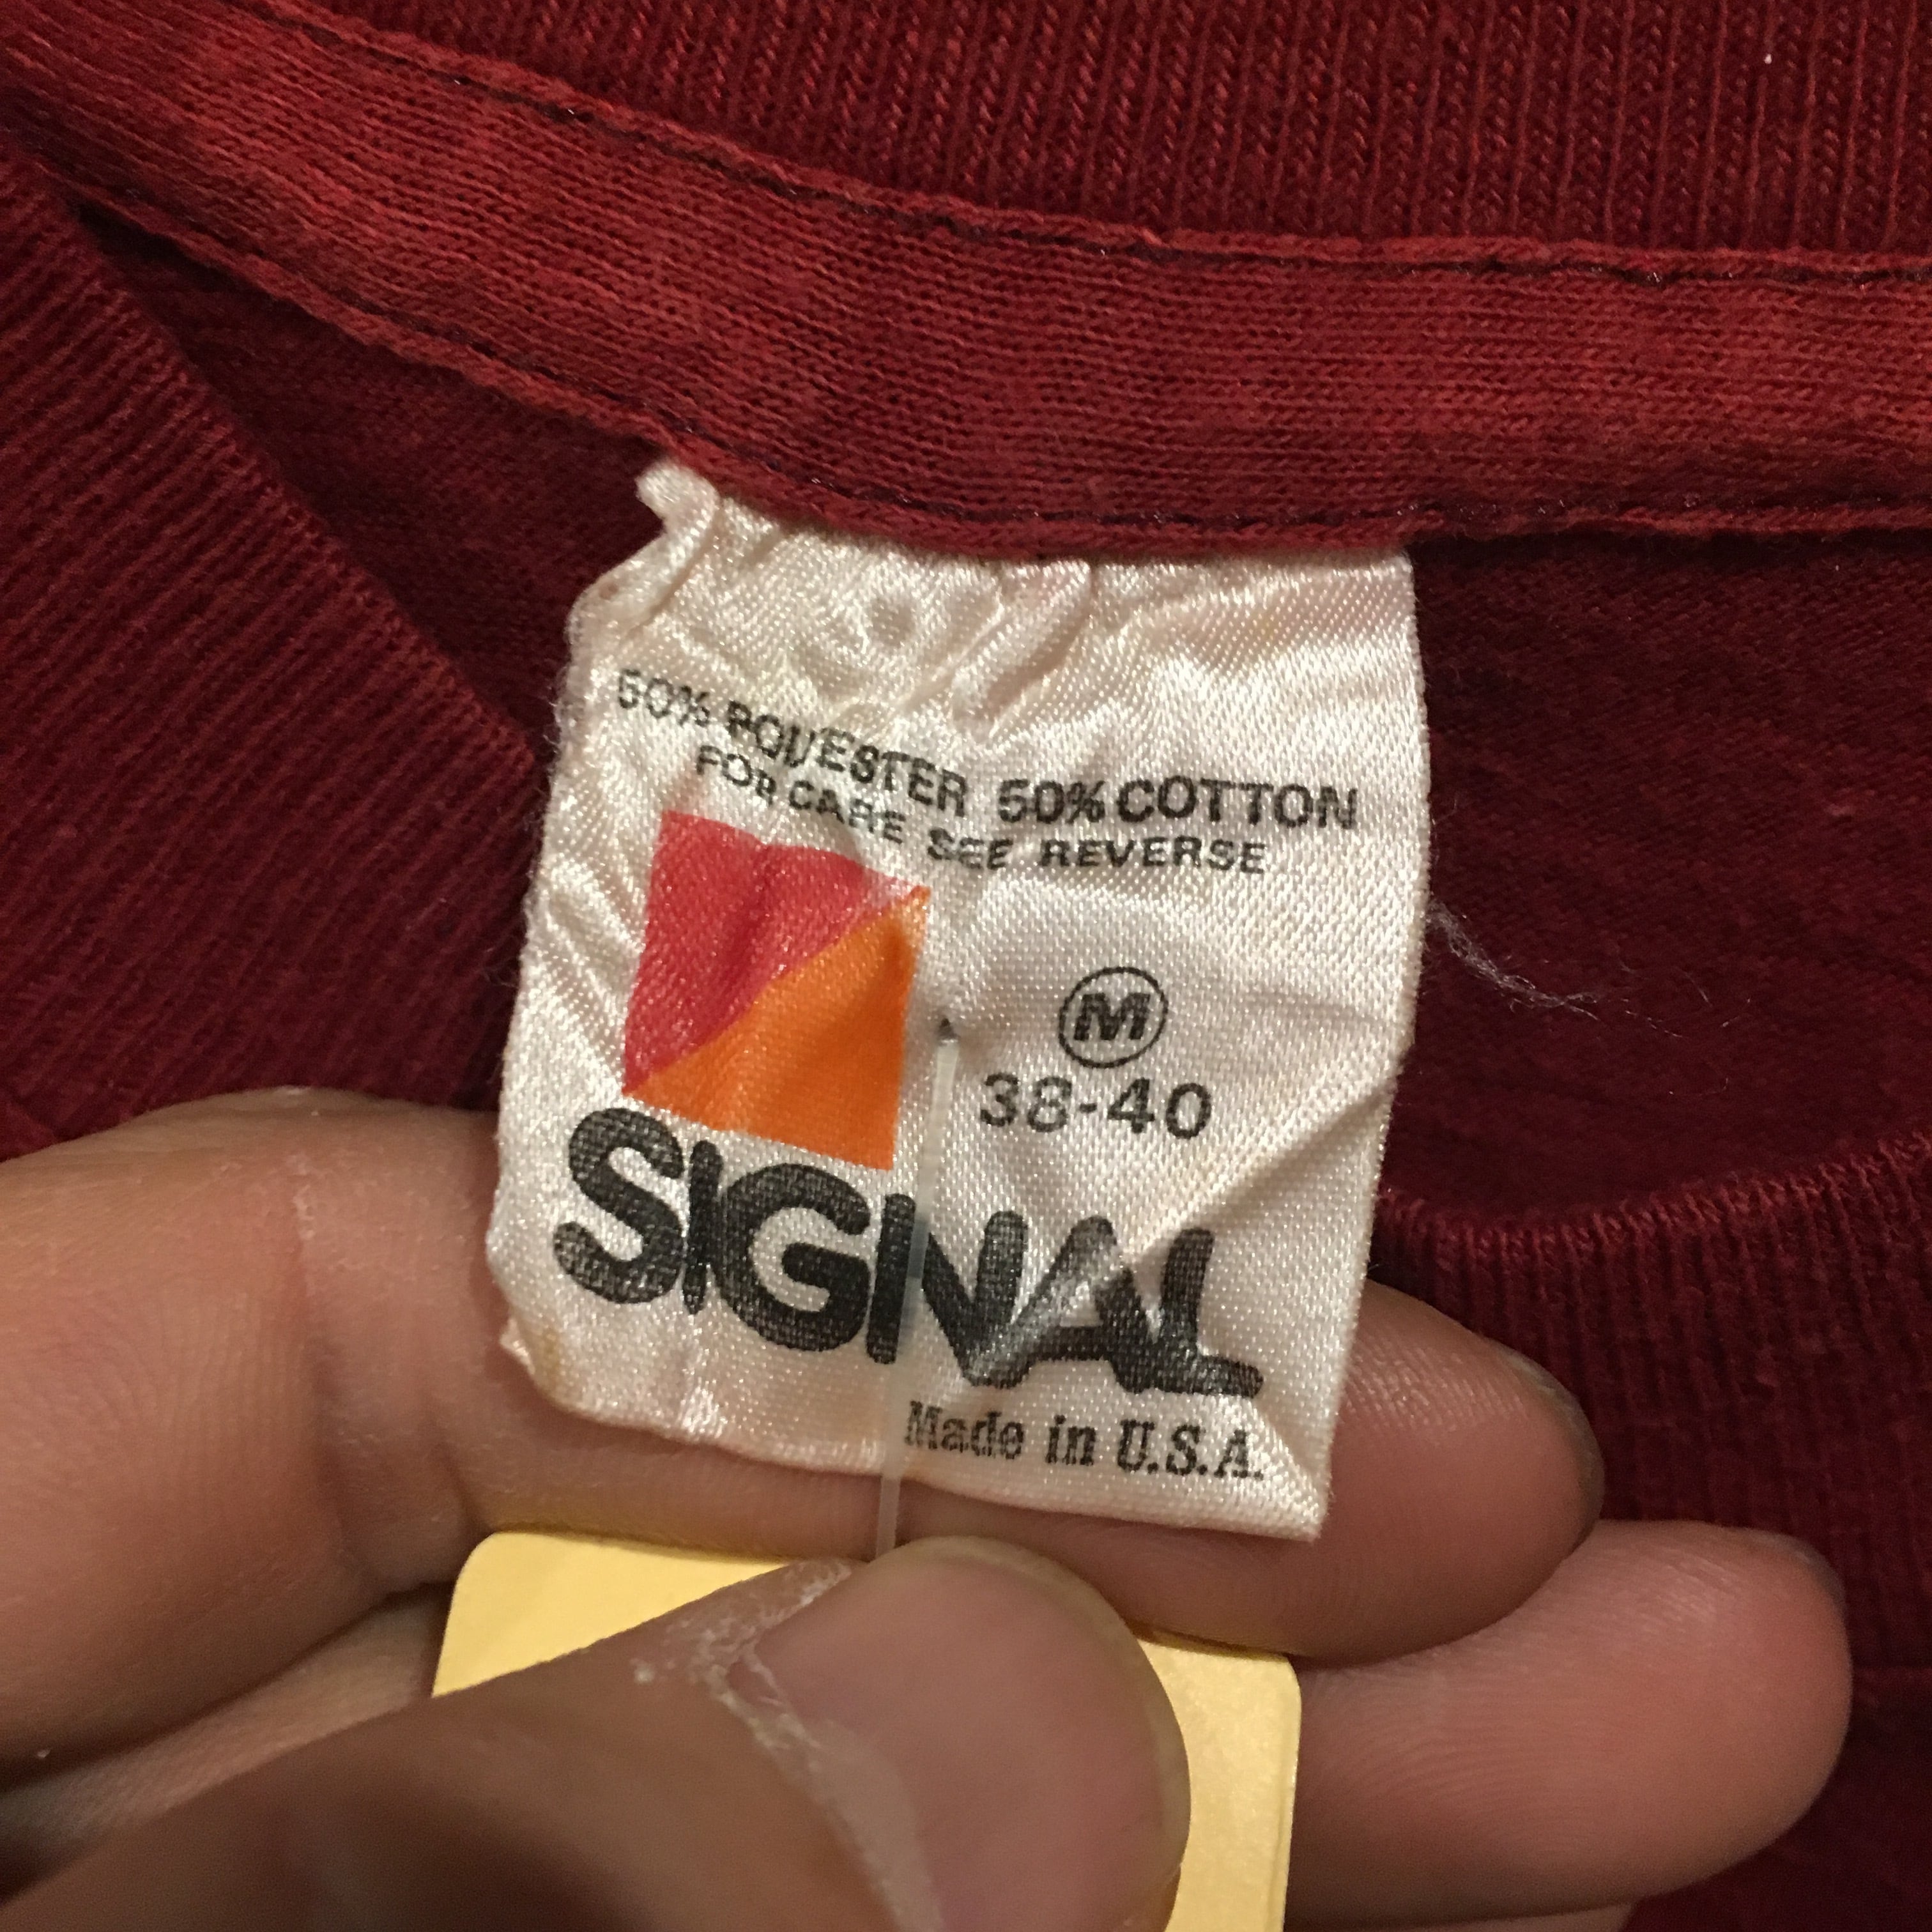 50% POLYESTER 50% COTTON
FOR CARE SEE REVERSE
M
38-40
SIGNAL
Made in U.S.A.